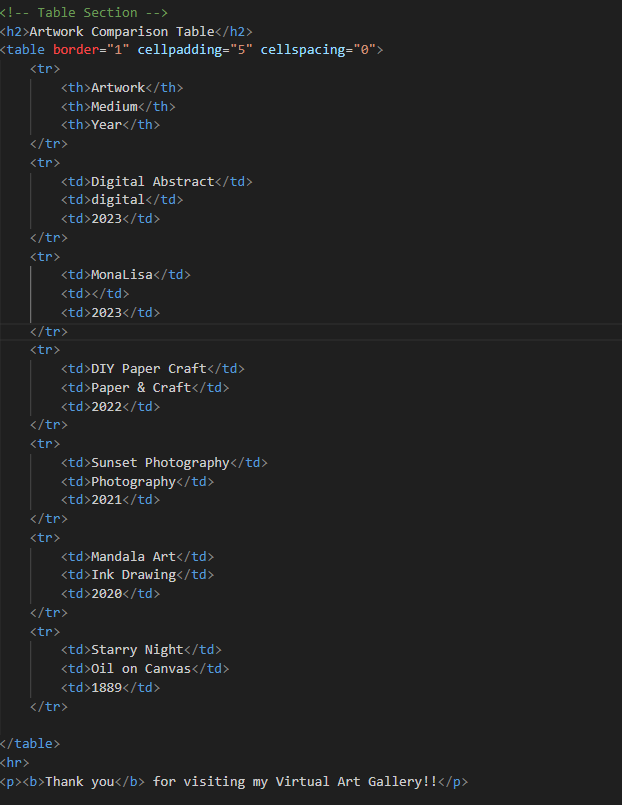 <!-- Table Section -->
<h2>Artwork Comparison Table</h2>
<table border="1" cellpadding="5" cellspacing="0">
    <tr>
        <th>Artwork</th>
        <th>Medium</th>
        <th>Year</th>
    </tr>
    <tr>
        <td>Digital Abstract</td>
        <td>digital</td>
        <td>2023</td>
    </tr>
    <tr>
        <td>MonaLisa</td>
        <td></td>
        <td>2023</td>
    </tr>
    <tr>
        <td>DIY Paper Craft</td>
        <td>Paper & Craft</td>
        <td>2022</td>
    </tr>
    <tr>
        <td>Sunset Photography</td>
        <td>Photography</td>
        <td>2021</td>
    </tr>
    <tr>
        <td>Mandala Art</td>
        <td>Ink Drawing</td>
        <td>2020</td>
    </tr>
    <tr>
        <td>Starry Night</td>
        <td>Oil on Canvas</td>
        <td>1889</td>
    </tr>

</table>
<hr>
<p><b>Thank you</b> for visiting my Virtual Art Gallery!!</p>